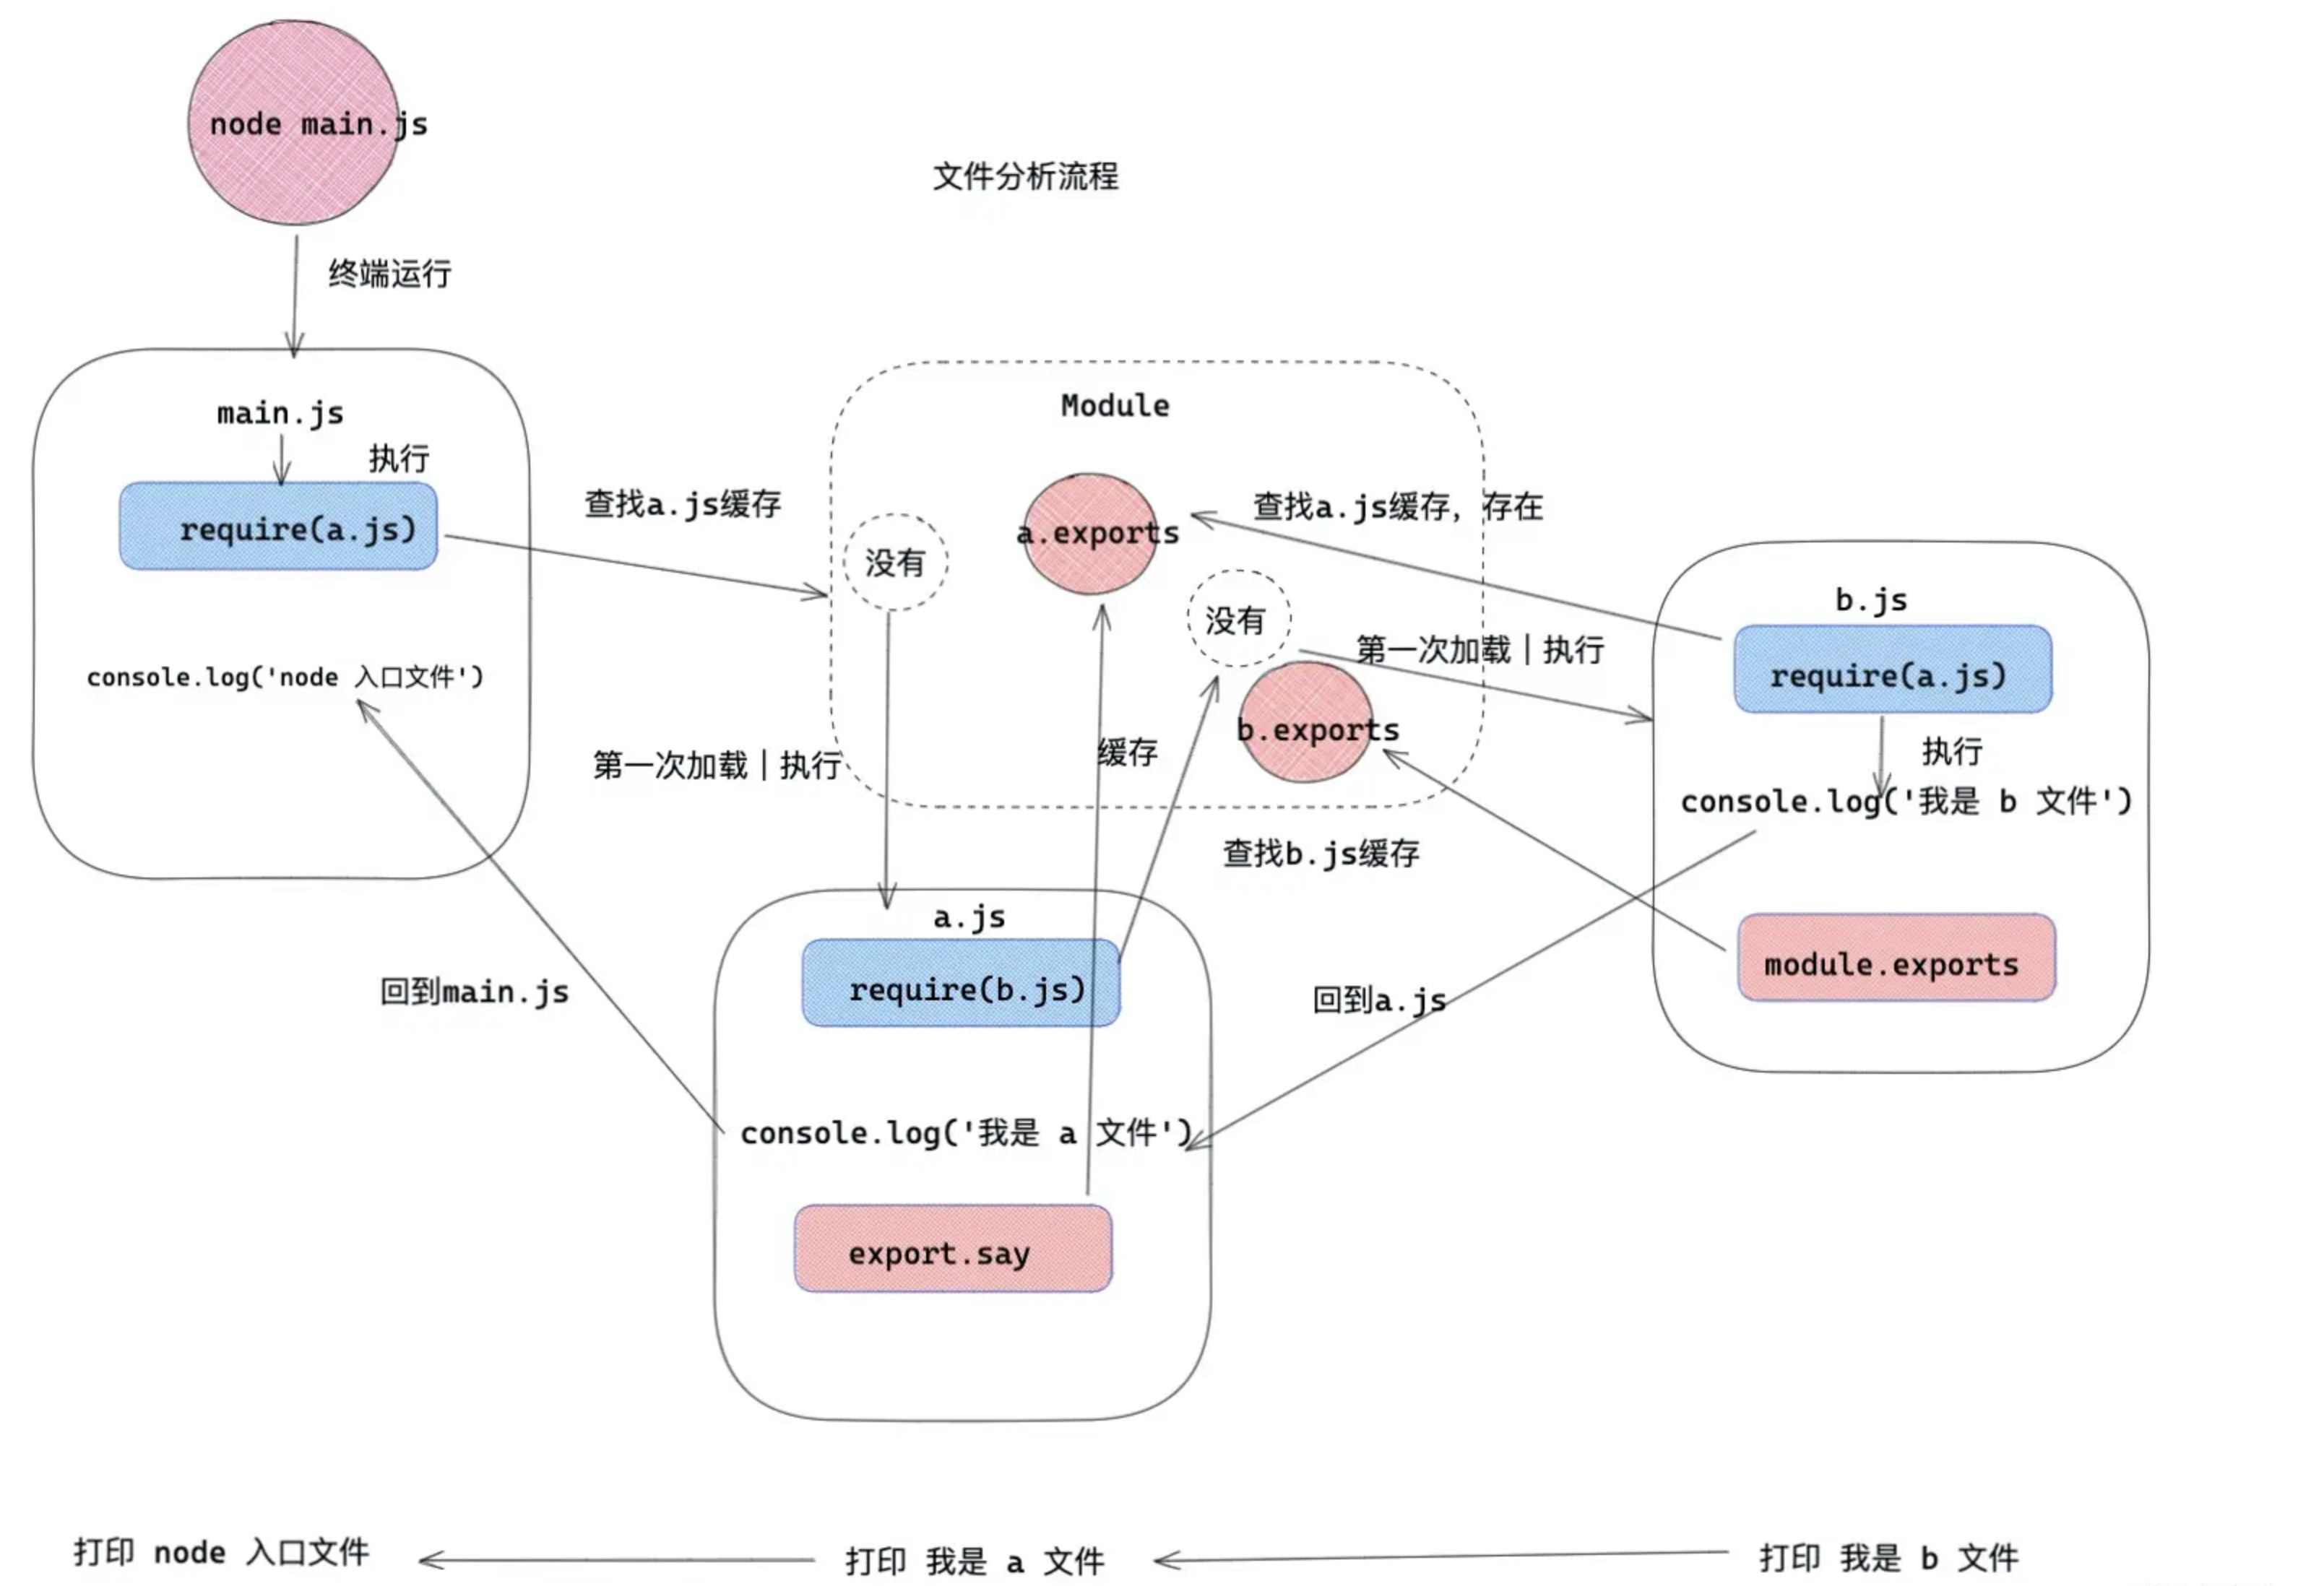 node main.js
文件分析流程
终端运行
main.js
执行
require(a.js)
console.log('node 入口文件')
查找a.js缓存
Module
没有
a.exports
查找a.js缓存，存在
没有
第一次加载｜执行
b.exports
缓存
第一次加载｜执行
b.js
require(a.js)
执行
console.log('我是 b 文件')
module.exports
查找b.js缓存
回到a.js
a.js
require(b.js)
console.log('我是 a 文件')
export.say
回到main.js
打印 node 入口文件
打印 我是 a 文件
打印 我是 b 文件